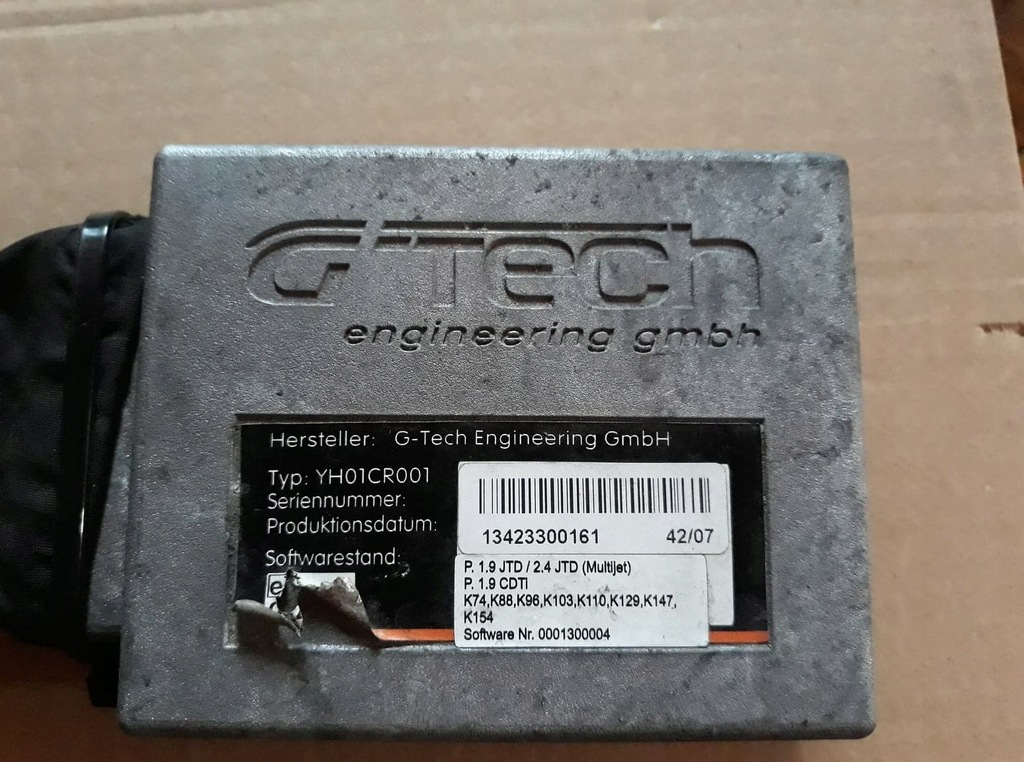 G Tech
engineering gmbh
Hersteller: G-Tech Engineering GmbH
Typ: YH01CR001
Seriennummer:
Produktionsdatum:
13423300161 42/07
Softwarestand:
P. 1.9 JTD / 2.4 JTD (Multijet)
P. 1.9 CDTI
K74,K88,K96,K103,K110,K129,K147,
K154
Software Nr. 0001300004